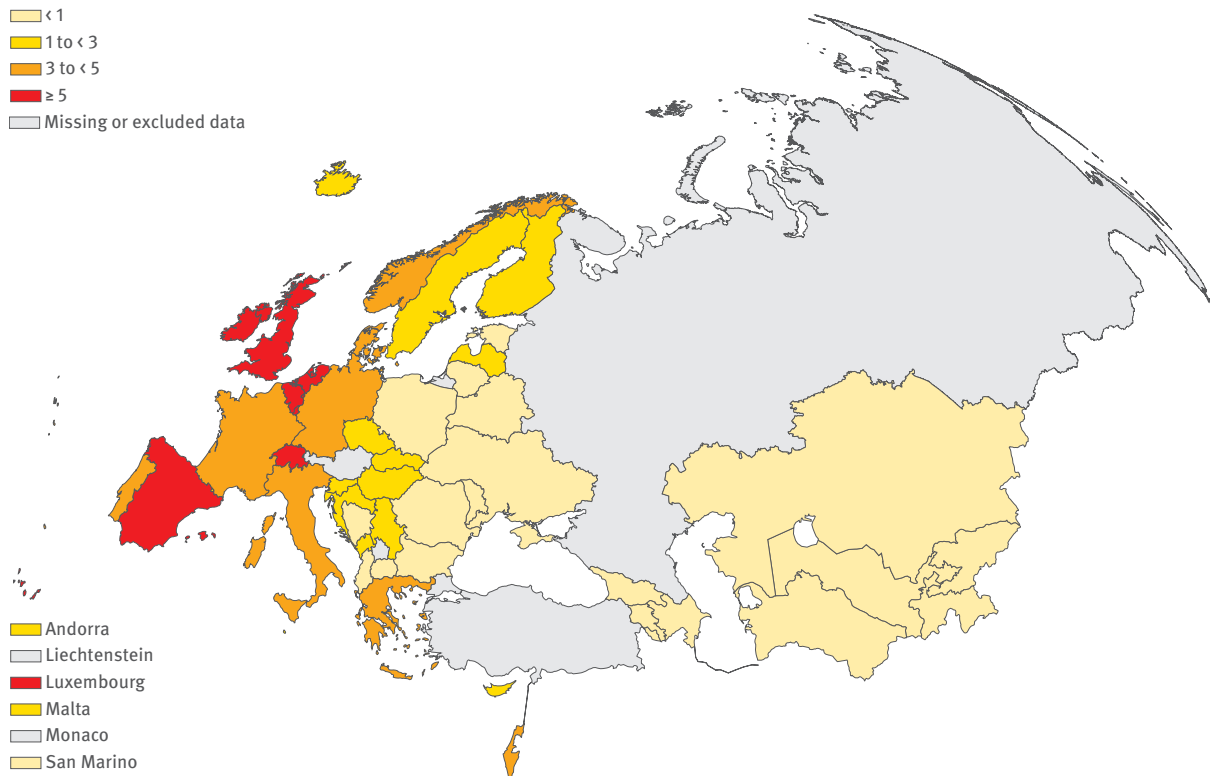 < 1
1 to < 3
3 to < 5
≥ 5
Missing or excluded data
Andorra
Liechtenstein
Luxembourg
Malta
Monaco
San Marino